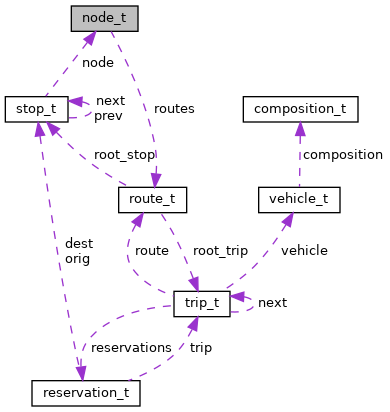 node_t
node
stop_t
next
prev
routes
composition_t
root_stop
composition
route_t
vehicle_t
dest
orig
route
root_trip
vehicle
trip_t
next
reservations
trip
reservation_t